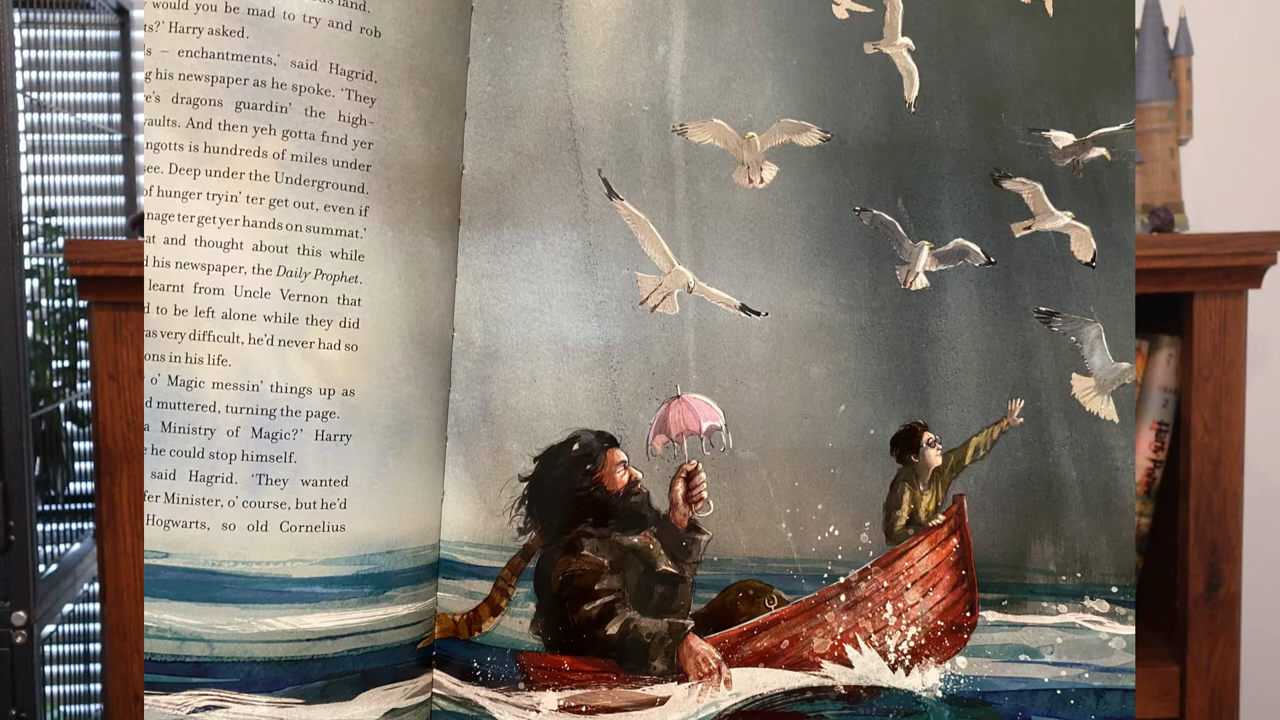 would you be mad to try and rob
ts?' Harry asked.
s – enchantments,' said Hagrid,
g his newspaper as he spoke. 'They
e's dragons guardin' the high-
vaults. And then yeh gotta find yer
ngotts is hundreds of miles under
see. Deep under the Underground.
of hunger tryin' ter get out, even if
nage ter get yer hands on summat.'
at and thought about this while
d his newspaper, the Daily Prophet.
learnt from Uncle Vernon that
d to be left alone while they did
as very difficult, he'd never had so
ons in his life.
o' Magic messin' things up as
d muttered, turning the page.
a Ministry of Magic?' Harry
e he could stop himself.
said Hagrid. 'They wanted
fer Minister, o' course, but he'd
Hogwarts, so old Cornelius